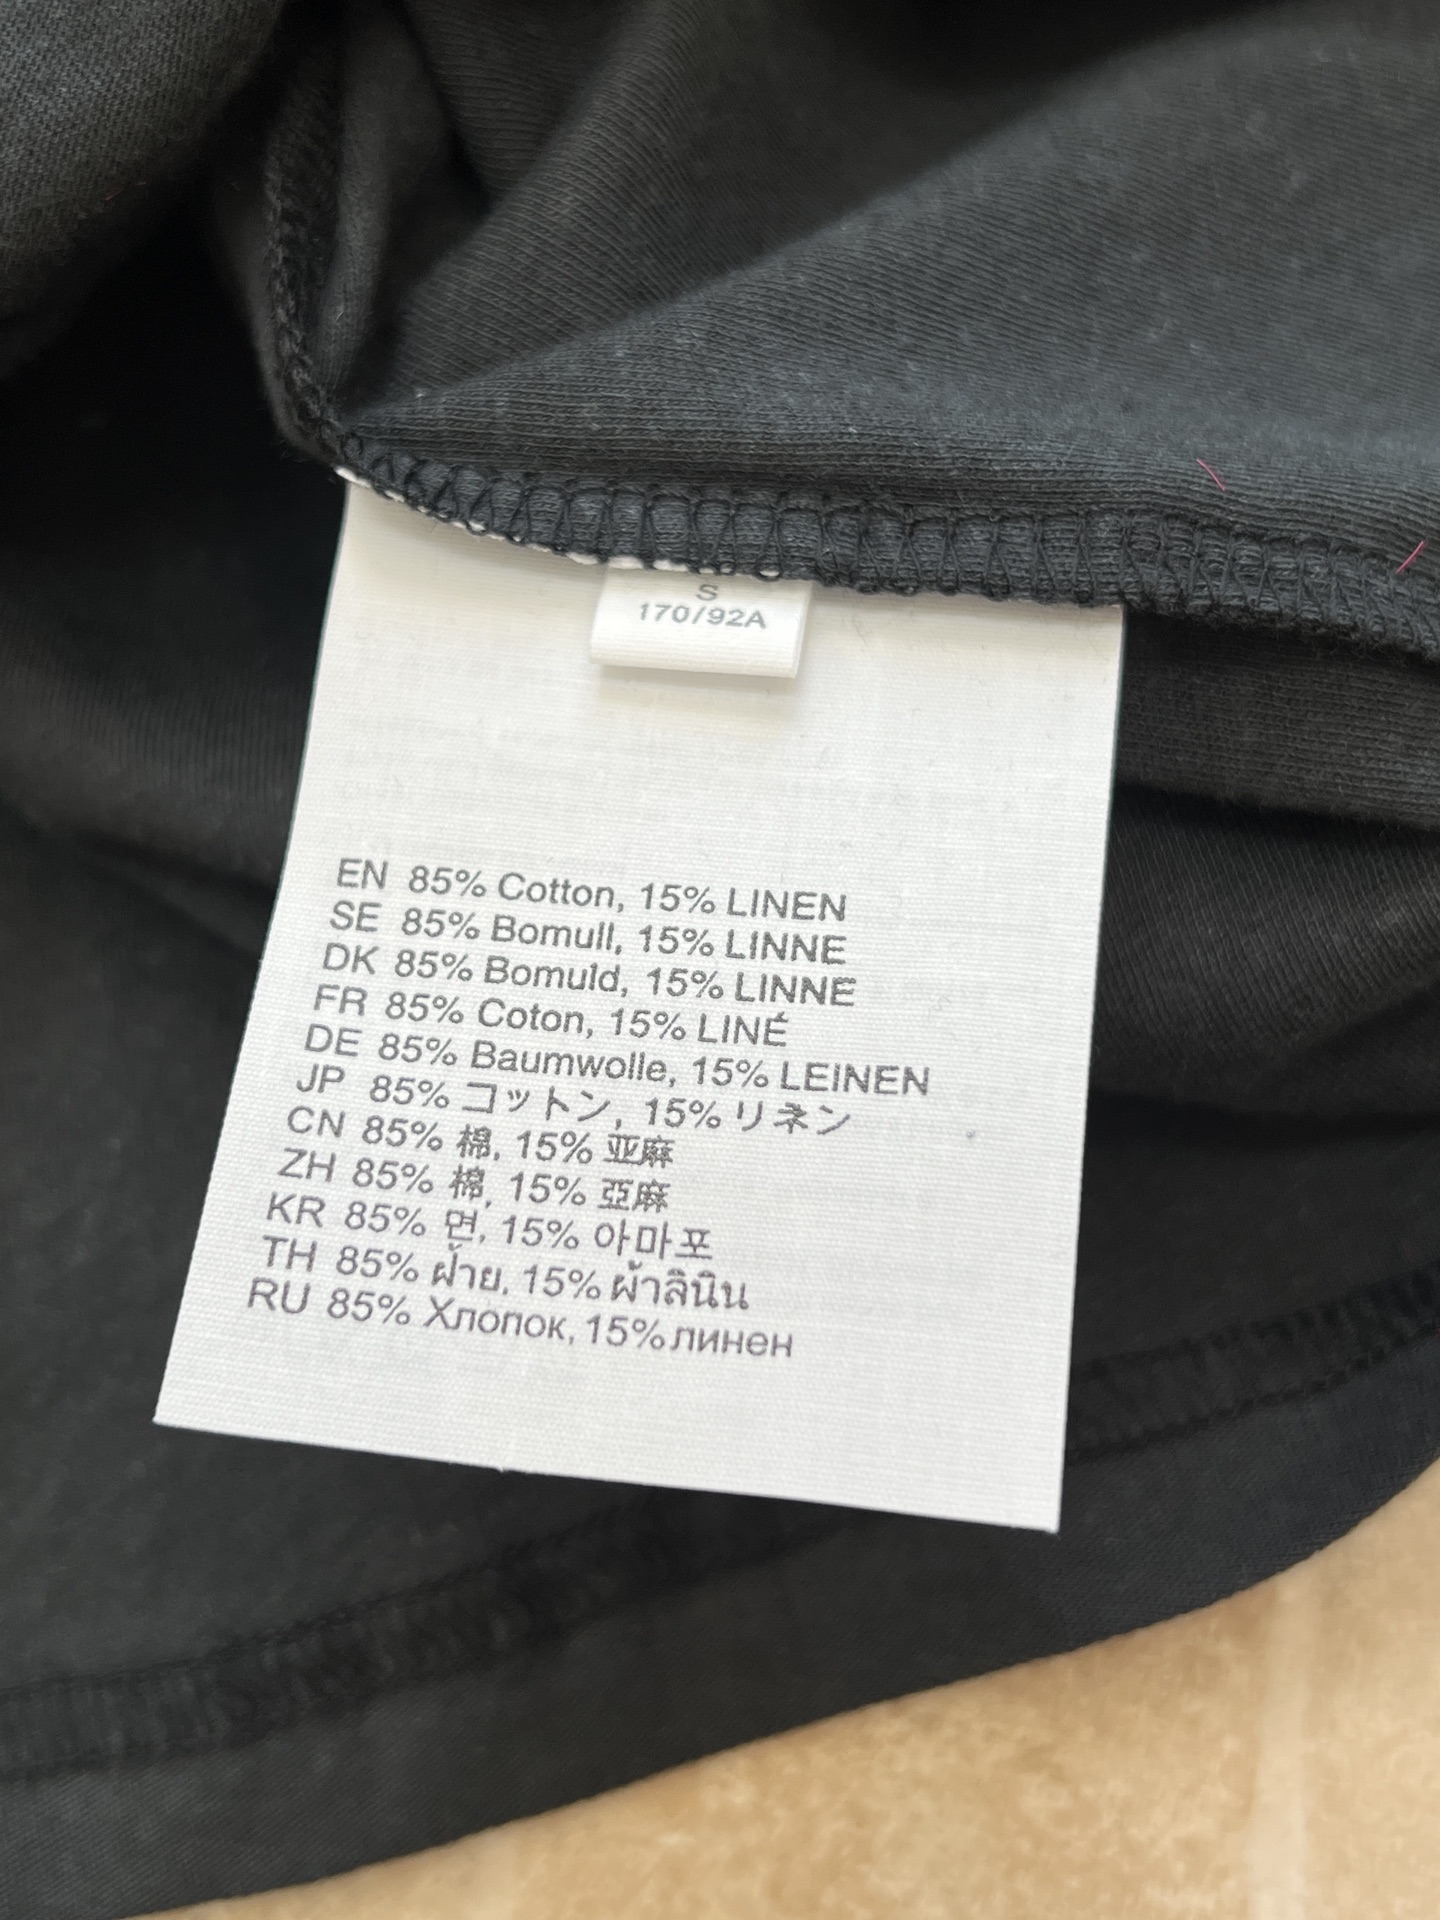 S
170/92A
EN 85% Cotton, 15% LINEN
SE 85% Bomull, 15% LINNE
DK 85% Bomuld, 15% LINNE
FR 85% Coton, 15% LINÉ
DE 85% Baumwolle, 15% LEINEN
JP 85% コットン, 15% リネン
CN 85% 棉, 15% 亚麻
ZH 85% 棉, 15% 亞麻
KR 85% 면, 15% 아마포
TH 85% ฝ้าย, 15% ผ้าลินิน
RU 85% Хлопок, 15% линен